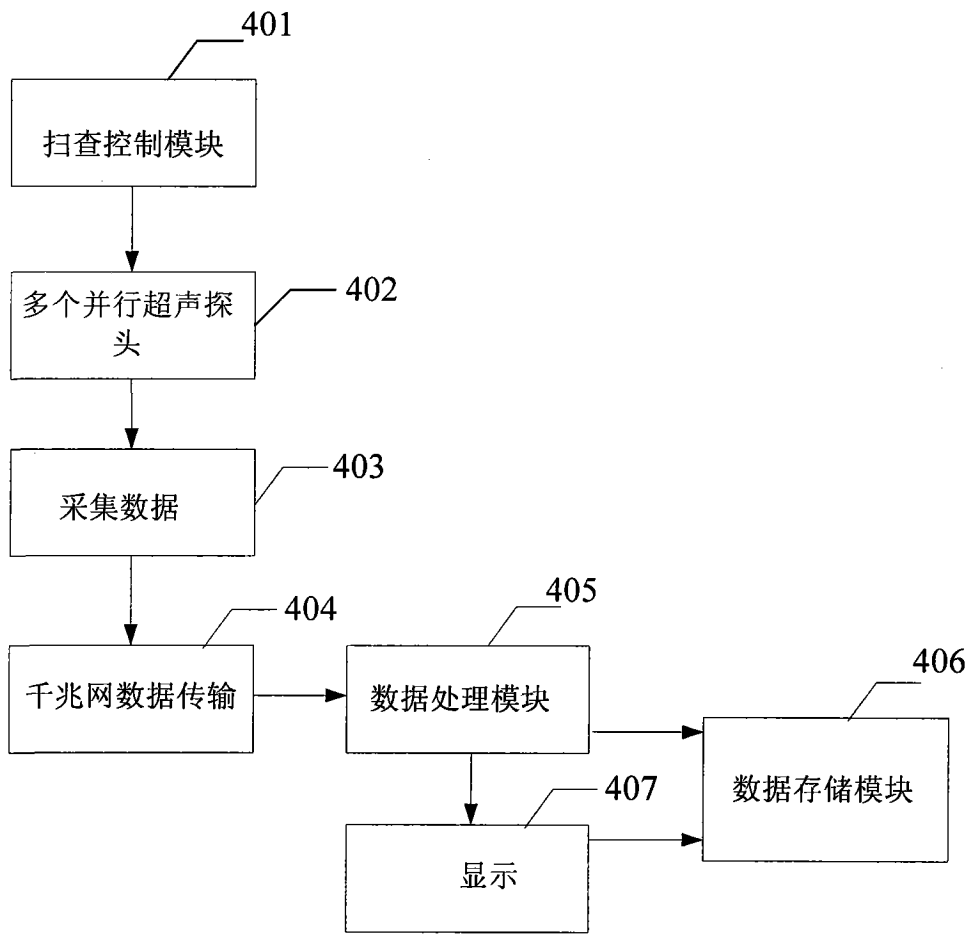 401
扫查控制模块
402
多个并行超声探
头
403
采集数据
404
千兆网数据传输
405
数据处理模块
406
数据存储模块
407
显示